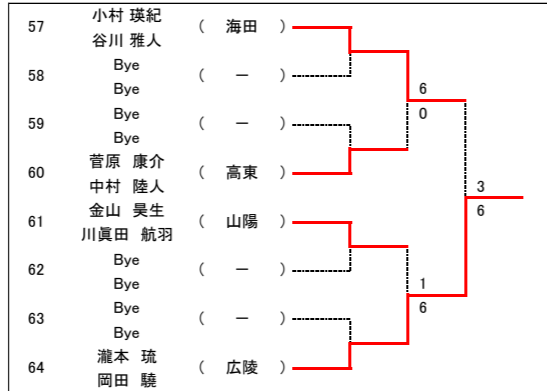 小村 瑛紀
57 ( 海田 )
谷川 雅人
Bye
58 ( ー )
Bye
6
0
Bye
59 ( ー )
Bye
菅原 康介
60 ( 高東 )
中村 陸人
3
6
金山 昊生
61 ( 山陽 )
川眞田 航羽
Bye
62 ( ー )
Bye
1
6
Bye
63 ( ー )
Bye
瀧本 琉
64 ( 広陵 )
岡田 驍